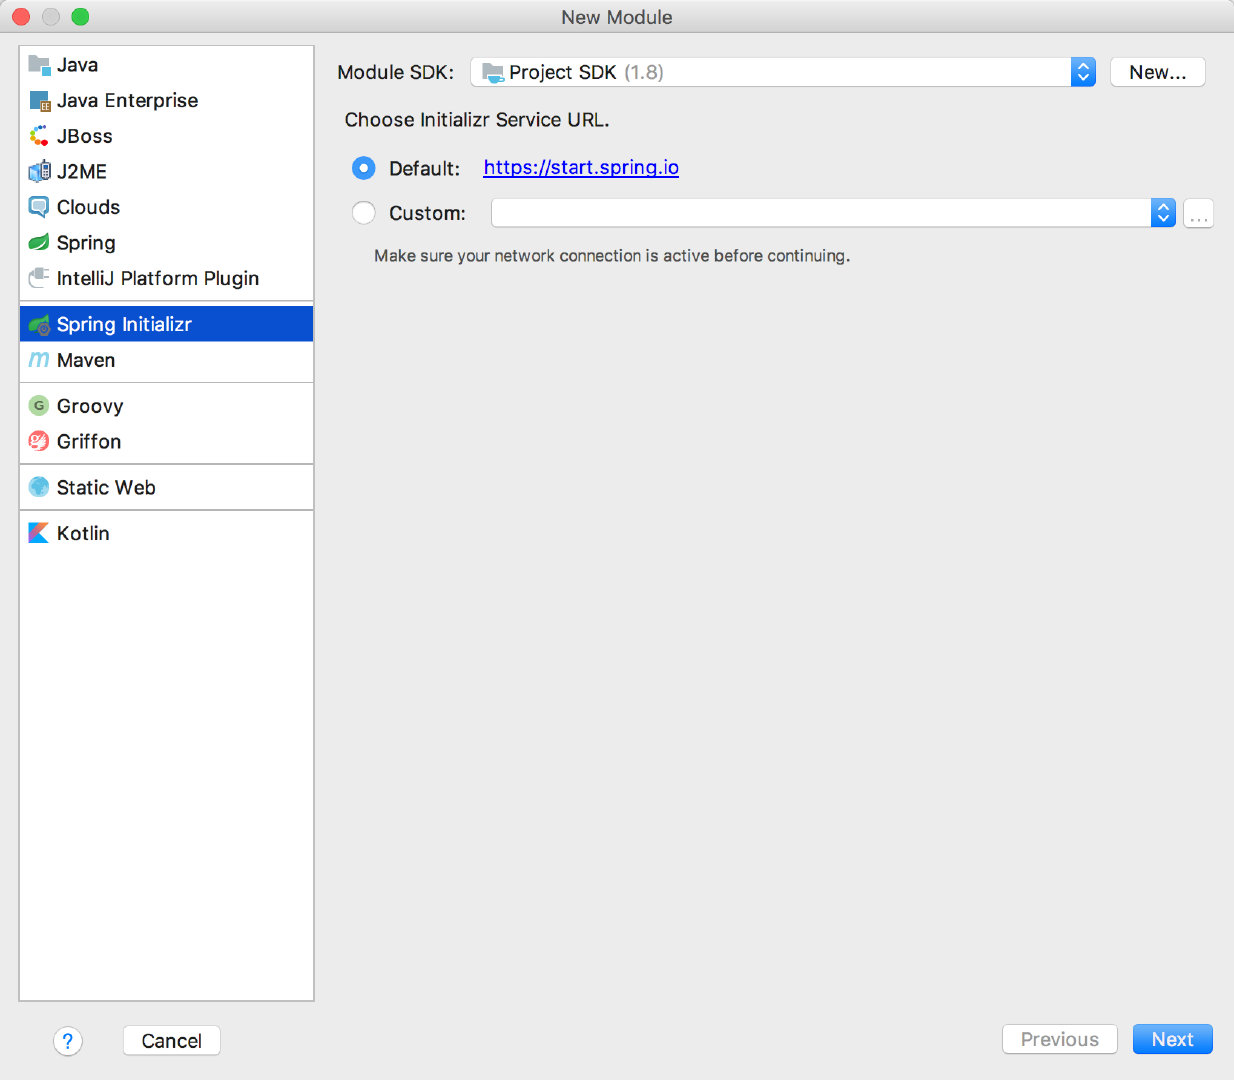 New Module
Java
Java Enterprise
JBoss
J2ME
Clouds
Spring
IntelliJ Platform Plugin
Spring Initializr
Maven
Groovy
Griffon
Static Web
Kotlin
Module SDK: Project SDK (1.8) New...
Choose Initializr Service URL.
Default: https://start.spring.io
Custom: ...
Make sure your network connection is active before continuing.
? Cancel Previous Next